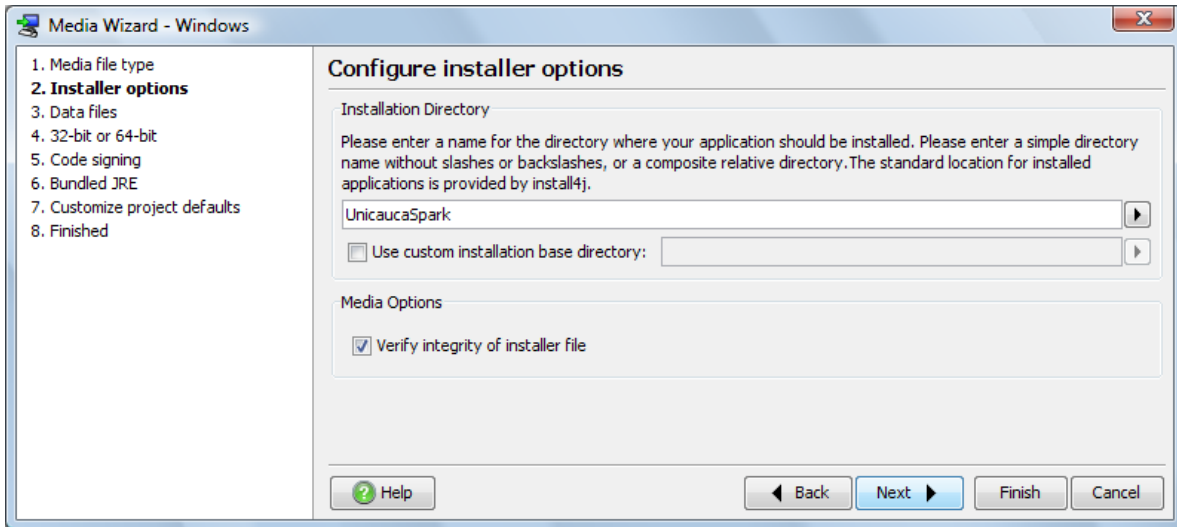 Media Wizard - Windows
1. Media file type
2. Installer options
3. Data files
4. 32-bit or 64-bit
5. Code signing
6. Bundled JRE
7. Customize project defaults
8. Finished
Configure installer options
Installation Directory
Please enter a name for the directory where your application should be installed. Please enter a simple directory
name without slashes or backslashes, or a composite relative directory.The standard location for installed
applications is provided by install4j.
UnicaucaSpark
Use custom installation base directory:
Media Options
Verify integrity of installer file
Help
Back
Next
Finish
Cancel